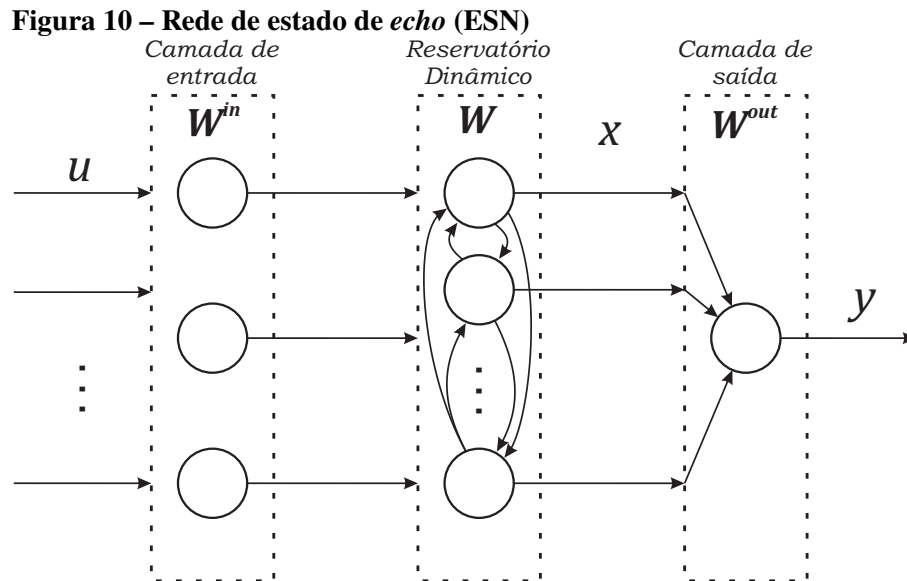 Figura 10 – Rede de estado de echo (ESN)
Camada de
entrada
Reservatório
Dinâmico
Camada de
saída
W^in
W
W^out
u
x
y